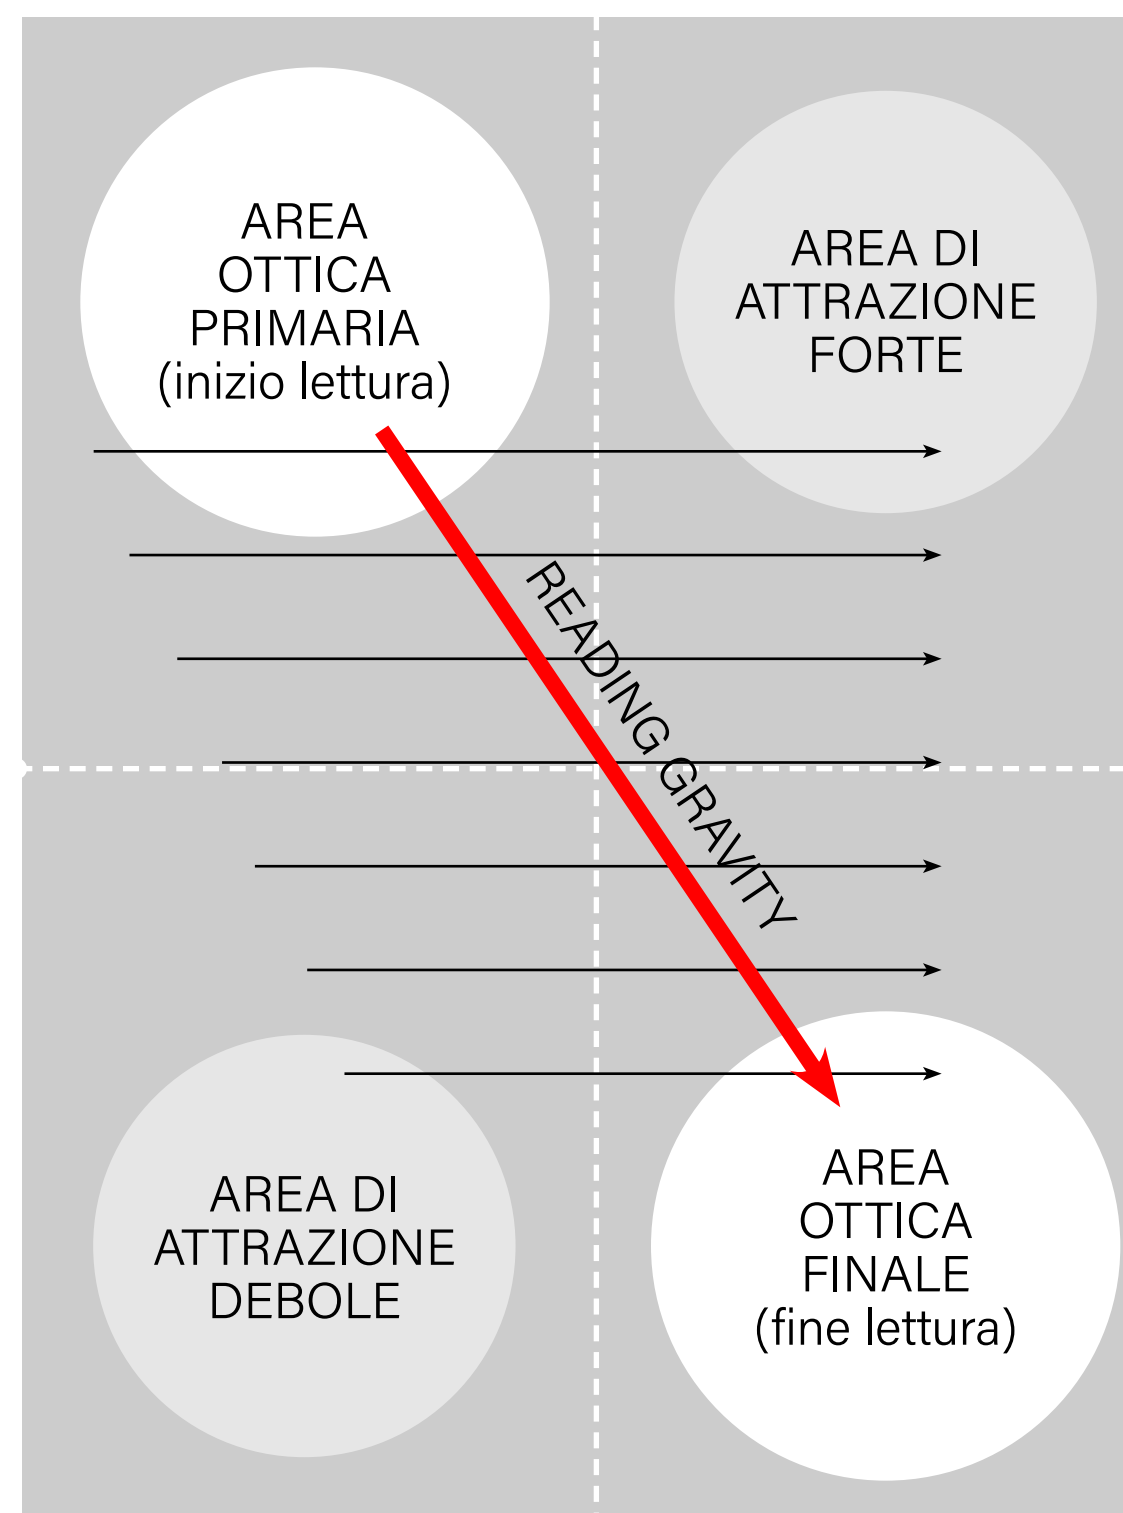 AREA
OTTICA
PRIMARIA
(inizio lettura)
AREA DI
ATTRAZIONE
FORTE
READING GRAVITY
AREA DI
ATTRAZIONE
DEBOLE
AREA
OTTICA
FINALE
(fine lettura)